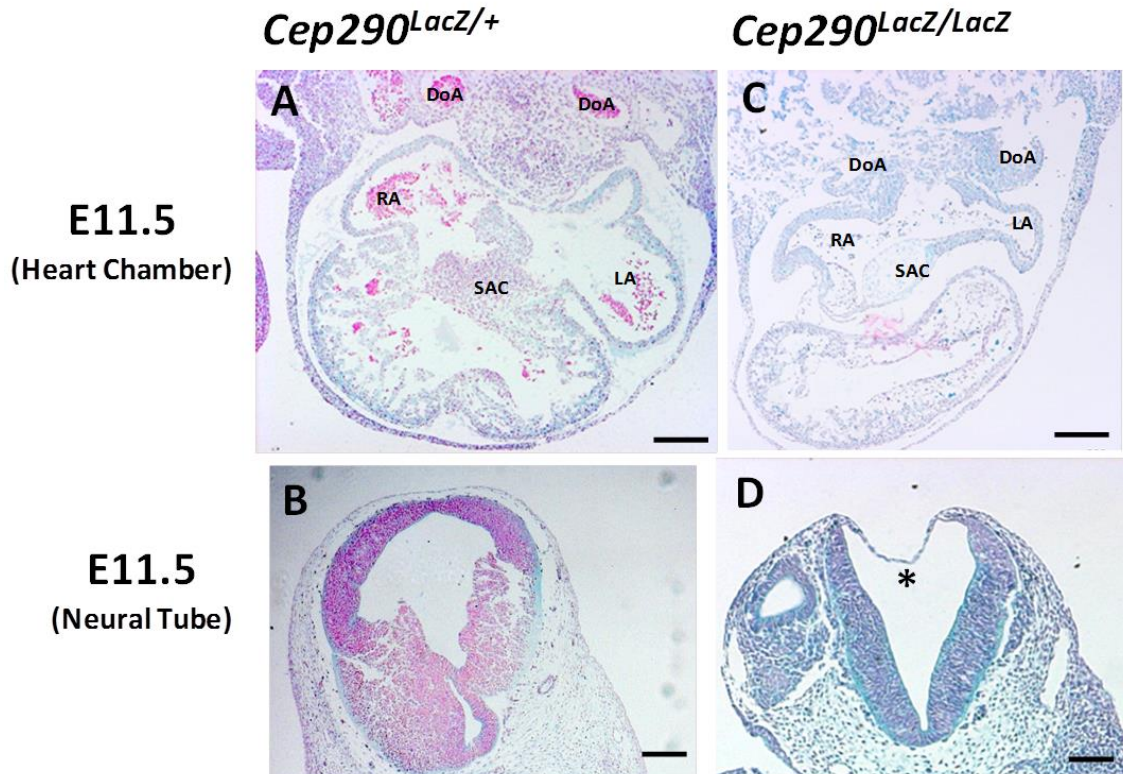 Cep290LacZ/+
Cep290LacZ/LacZ
E11.5
(Heart Chamber)
A
DoA
DoA
RA
SAC
LA
C
DoA
DoA
RA
LA
SAC
E11.5
(Neural Tube)
B
D
*